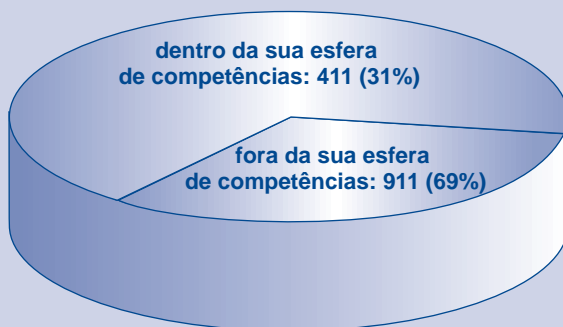 dentro da sua esfera
de competências: 411 (31%)
fora da sua esfera
de competências: 911 (69%)